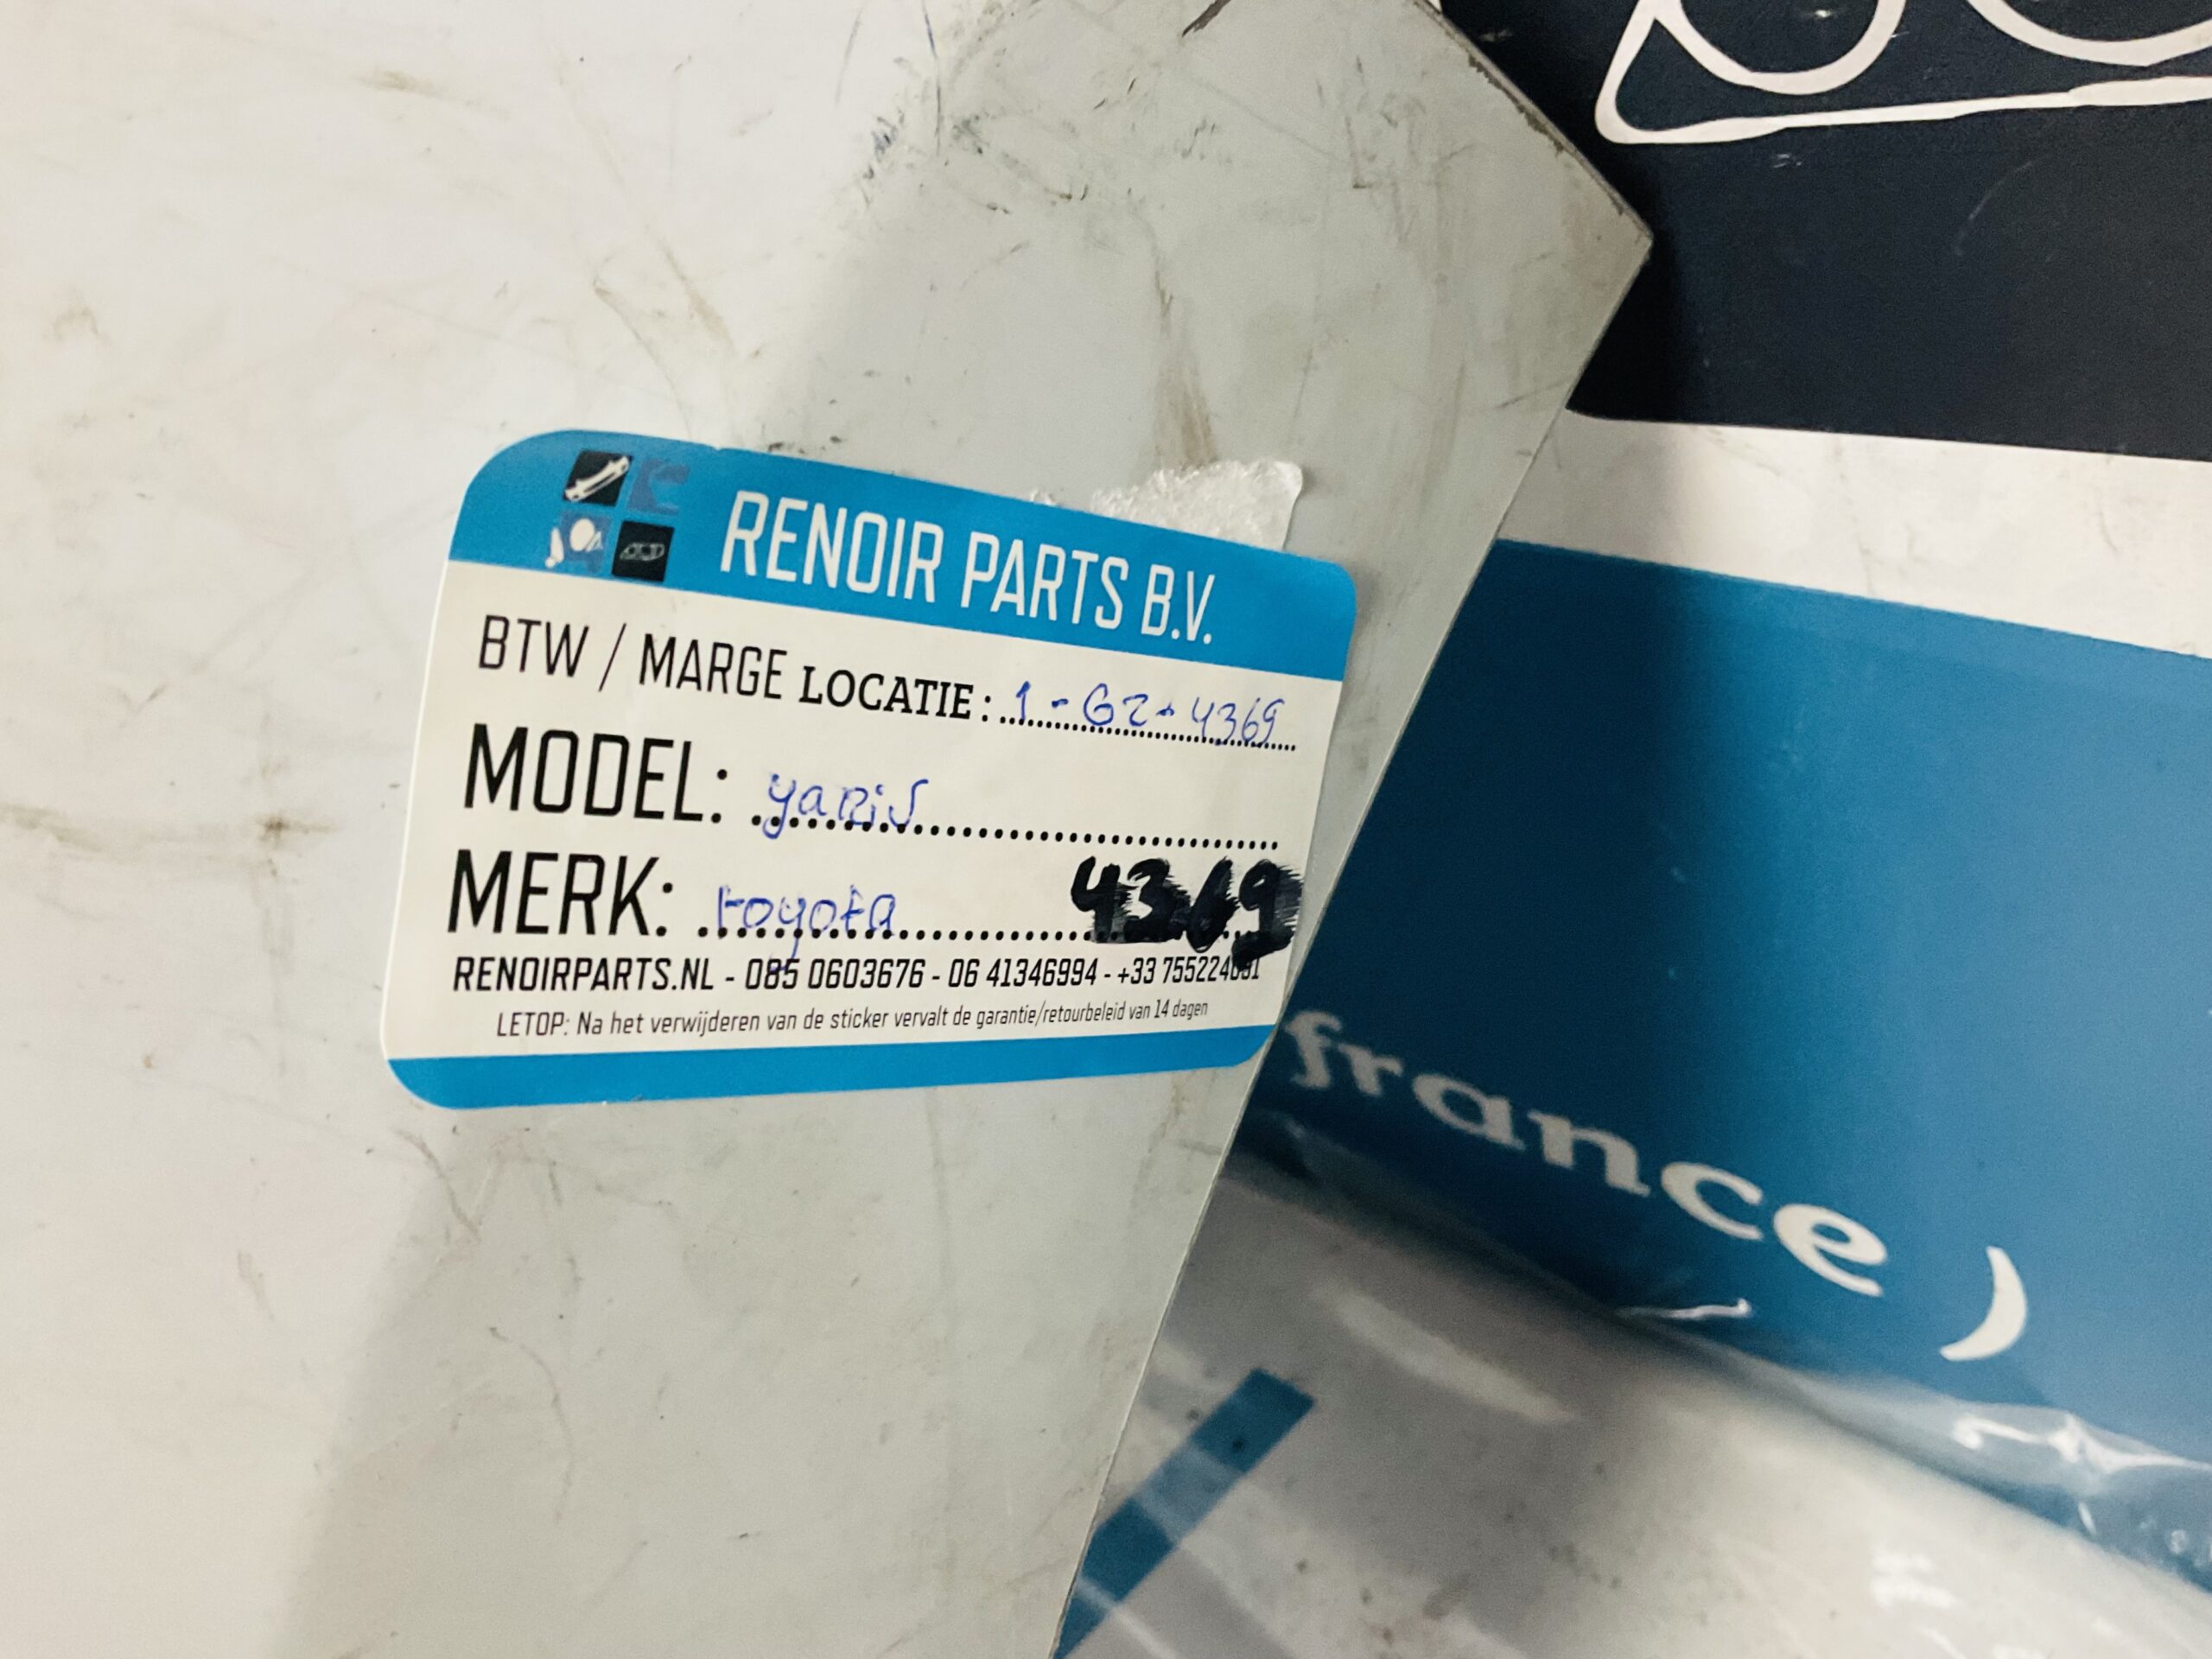 RENOIR PARTS B.V.
BTW / MARGE LOCATIE: 1-G2-4369
MODEL: yaris
MERK: toyota 4369
RENOIRPARTS.NL - 085 0603676 - 06 41346994 - +33
LETOP: Na het verwijderen van de sticker vervalt de garantie/retourbeleid van 14 dagen
france)